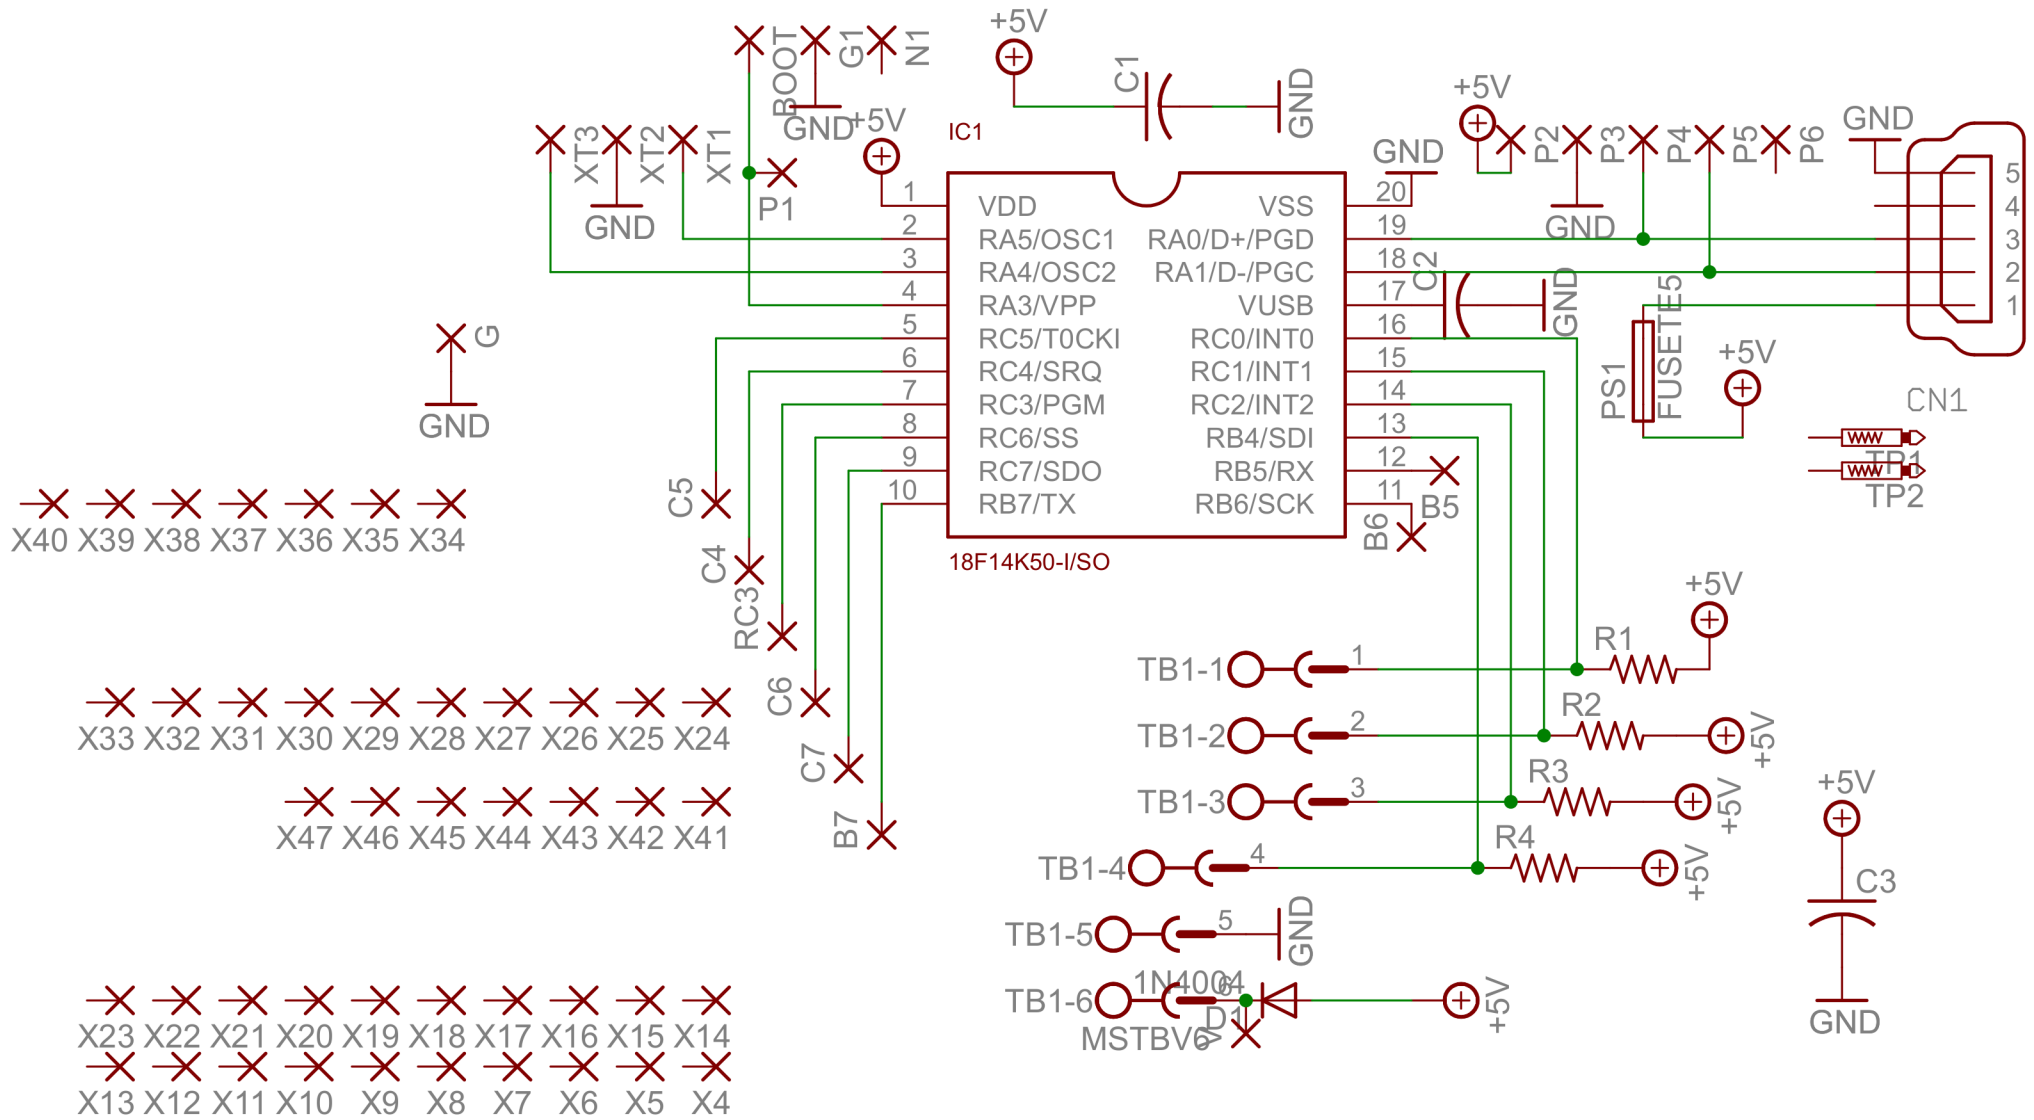 BOOT G1 N1
+5V C1 GND
GND +5V
XT3 XT2 XT1
GND P1
IC1
+5V P2 P3 P4 P5 P6
GND GND GND
1 VDD VSS 20
2 RA5/OSC1 RA0/D+/PGD 19
3 RA4/OSC2 RA1/D-/PGC 18
4 RA3/VPP VUSB 17
5 RC5/T0CKI RC0/INT0 16
6 RC4/SRQ RC1/INT1 15
7 RC3/PGM RC2/INT2 14
8 RC6/SS RB4/SDI 13
9 RC7/SDO RB5/RX 12
10 RB7/TX RB6/SCK 11
18F14K50-I/SO
C2 GND
5
4
3
2
1
PS1 FUSETE5 +5V
CN1
TP1
TP2
G
GND
B5
B6
C5
C4
RC3
C6
C7
B7
X40 X39 X38 X37 X36 X35 X34
X33 X32 X31 X30 X29 X28 X27 X26 X25 X24
X47 X46 X45 X44 X43 X42 X41
X23 X22 X21 X20 X19 X18 X17 X16 X15 X14
X13 X12 X11 X10 X9 X8 X7 X6 X5 X4
TB1-1 1 R1 +5V
TB1-2 2 R2 +5V
TB1-3 3 R3 +5V
TB1-4 4 R4 +5V
TB1-5 5 GND
1N4004
TB1-6 6 D1 +5V
MSTBV6 V
+5V
C3
GND